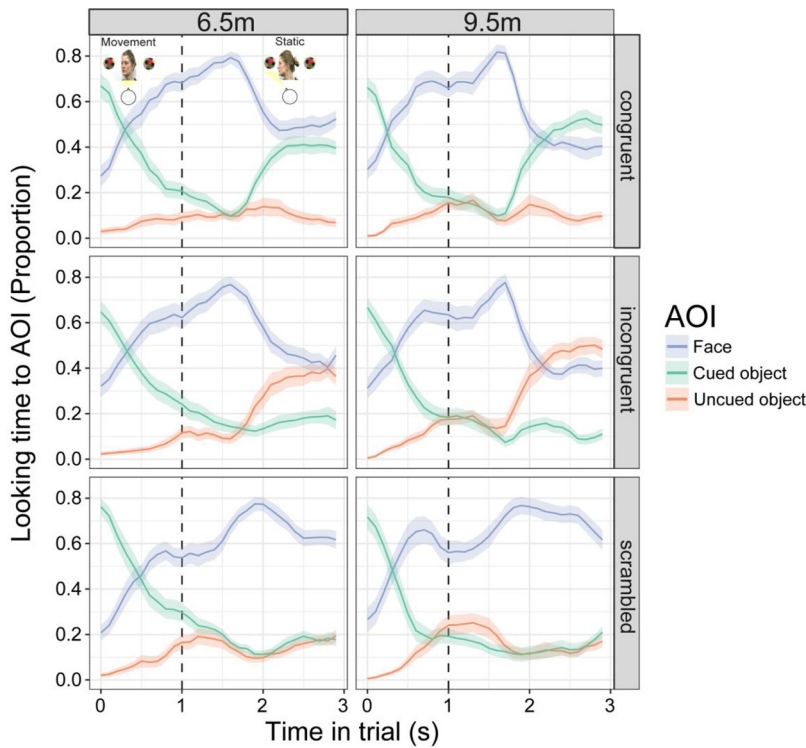 6.5m
9.5m
Movement
Static
0.8
0.6
0.4
0.2
0.0
congruent
0.8
0.6
0.4
0.2
0.0
incongruent
0.8
0.6
0.4
0.2
0.0
scrambled
0 1 2 3
0 1 2 3
Time in trial (s)
Looking time to AOI (Proportion)
AOI
Face
Cued object
Uncued object